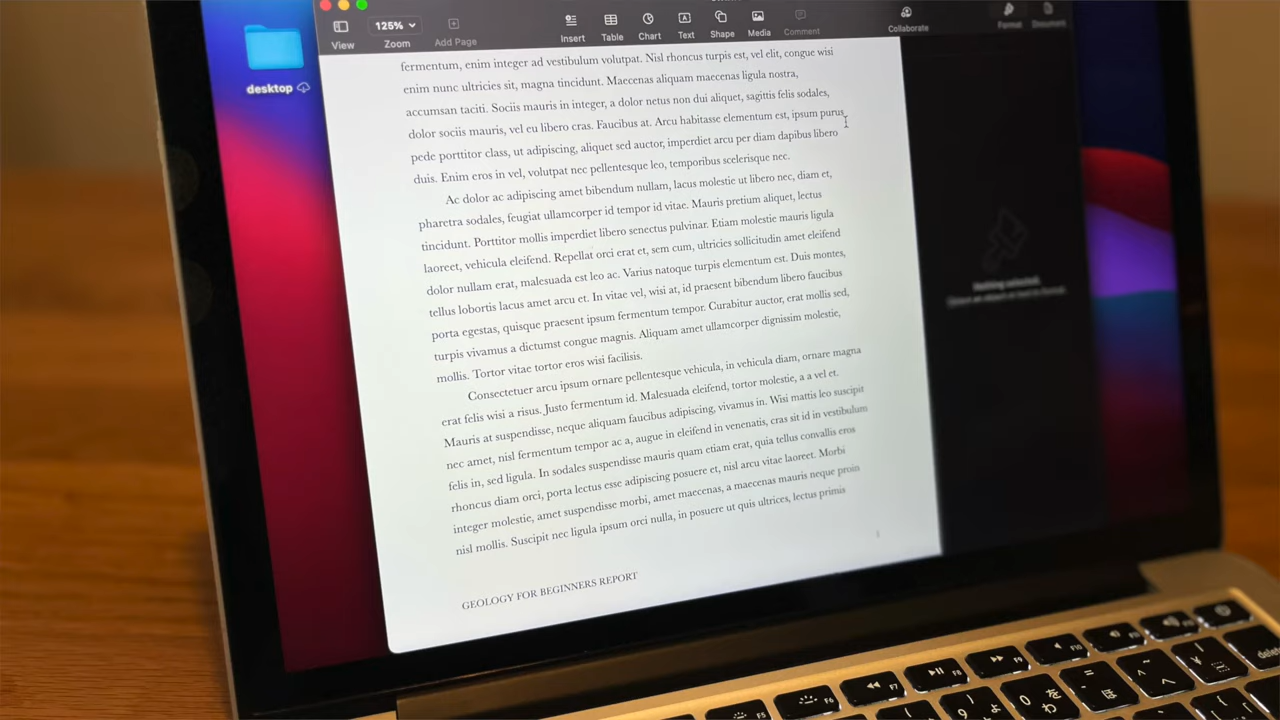 125%
View
Zoom
Add Page
Insert
Table
Chart
Text
Shape
Media
Comment
Collaborate
Format
Document
desktop
fermentum, enim integer ad vestibulum volutpat. Nisl rhoncus turpis est, vel elit, congue wisi
enim nunc ultricies sit, magna tincidunt. Maecenas aliquam maecenas ligula nostra,
accumsan taciti. Sociis mauris in integer, a dolor netus non dui aliquet, sagittis felis sodales,
dolor sociis mauris, vel eu libero cras. Faucibus at. Arcu habitasse elementum est, ipsum purus
pede porttitor class, ut adipiscing, aliquet sed auctor, imperdiet arcu per diam dapibus libero
duis. Enim eros in vel, volutpat nec pellentesque leo, temporibus scelerisque nec.
Ac dolor ac adipiscing amet bibendum nullam, lacus molestie ut libero nec, diam et,
pharetra sodales, feugiat ullamcorper id tempor id vitae. Mauris pretium aliquet, lectus
tincidunt. Porttitor mollis imperdiet libero senectus pulvinar. Etiam molestie mauris ligula
laoreet, vehicula eleifend. Repellat orci erat et, sem cum, ultricies sollicitudin amet eleifend
dolor nullam erat, malesuada est leo ac. Varius natoque turpis elementum est. Duis montes,
tellus lobortis lacus amet arcu et. In vitae vel, wisi at, id praesent bibendum libero faucibus
porta egestas, quisque praesent ipsum fermentum tempor. Curabitur auctor, erat mollis sed,
turpis vivamus a dictumst congue magnis. Aliquam amet ullamcorper dignissim molestie,
mollis. Tortor vitae tortor eros wisi facilisis.
Consectetuer arcu ipsum ornare pellentesque vehicula, in vehicula diam, ornare magna
erat felis wisi a risus. Justo fermentum id. Malesuada eleifend, tortor molestie, a a vel et.
Mauris at suspendisse, neque aliquam faucibus adipiscing, vivamus in. Wisi mattis leo suscipit
nec amet, nisl fermentum tempor ac a, augue in eleifend in venenatis, cras sit id in vestibulum
felis in, sed ligula. In sodales suspendisse mauris quam etiam erat, quia tellus convallis eros
rhoncus diam orci, porta lectus esse adipiscing posuere et, nisl arcu vitae laoreet. Morbi
integer molestie, amet suspendisse morbi, amet maecenas, a maecenas mauris neque proin
nisl mollis. Suscipit nec ligula ipsum orci nulla, in posuere ut quis ultrices, lectus primis
GEOLOGY FOR BEGINNERS REPORT
Nothing selected.
F5
F6
F7
F8
F9
F10
delete
を
ほ
へ